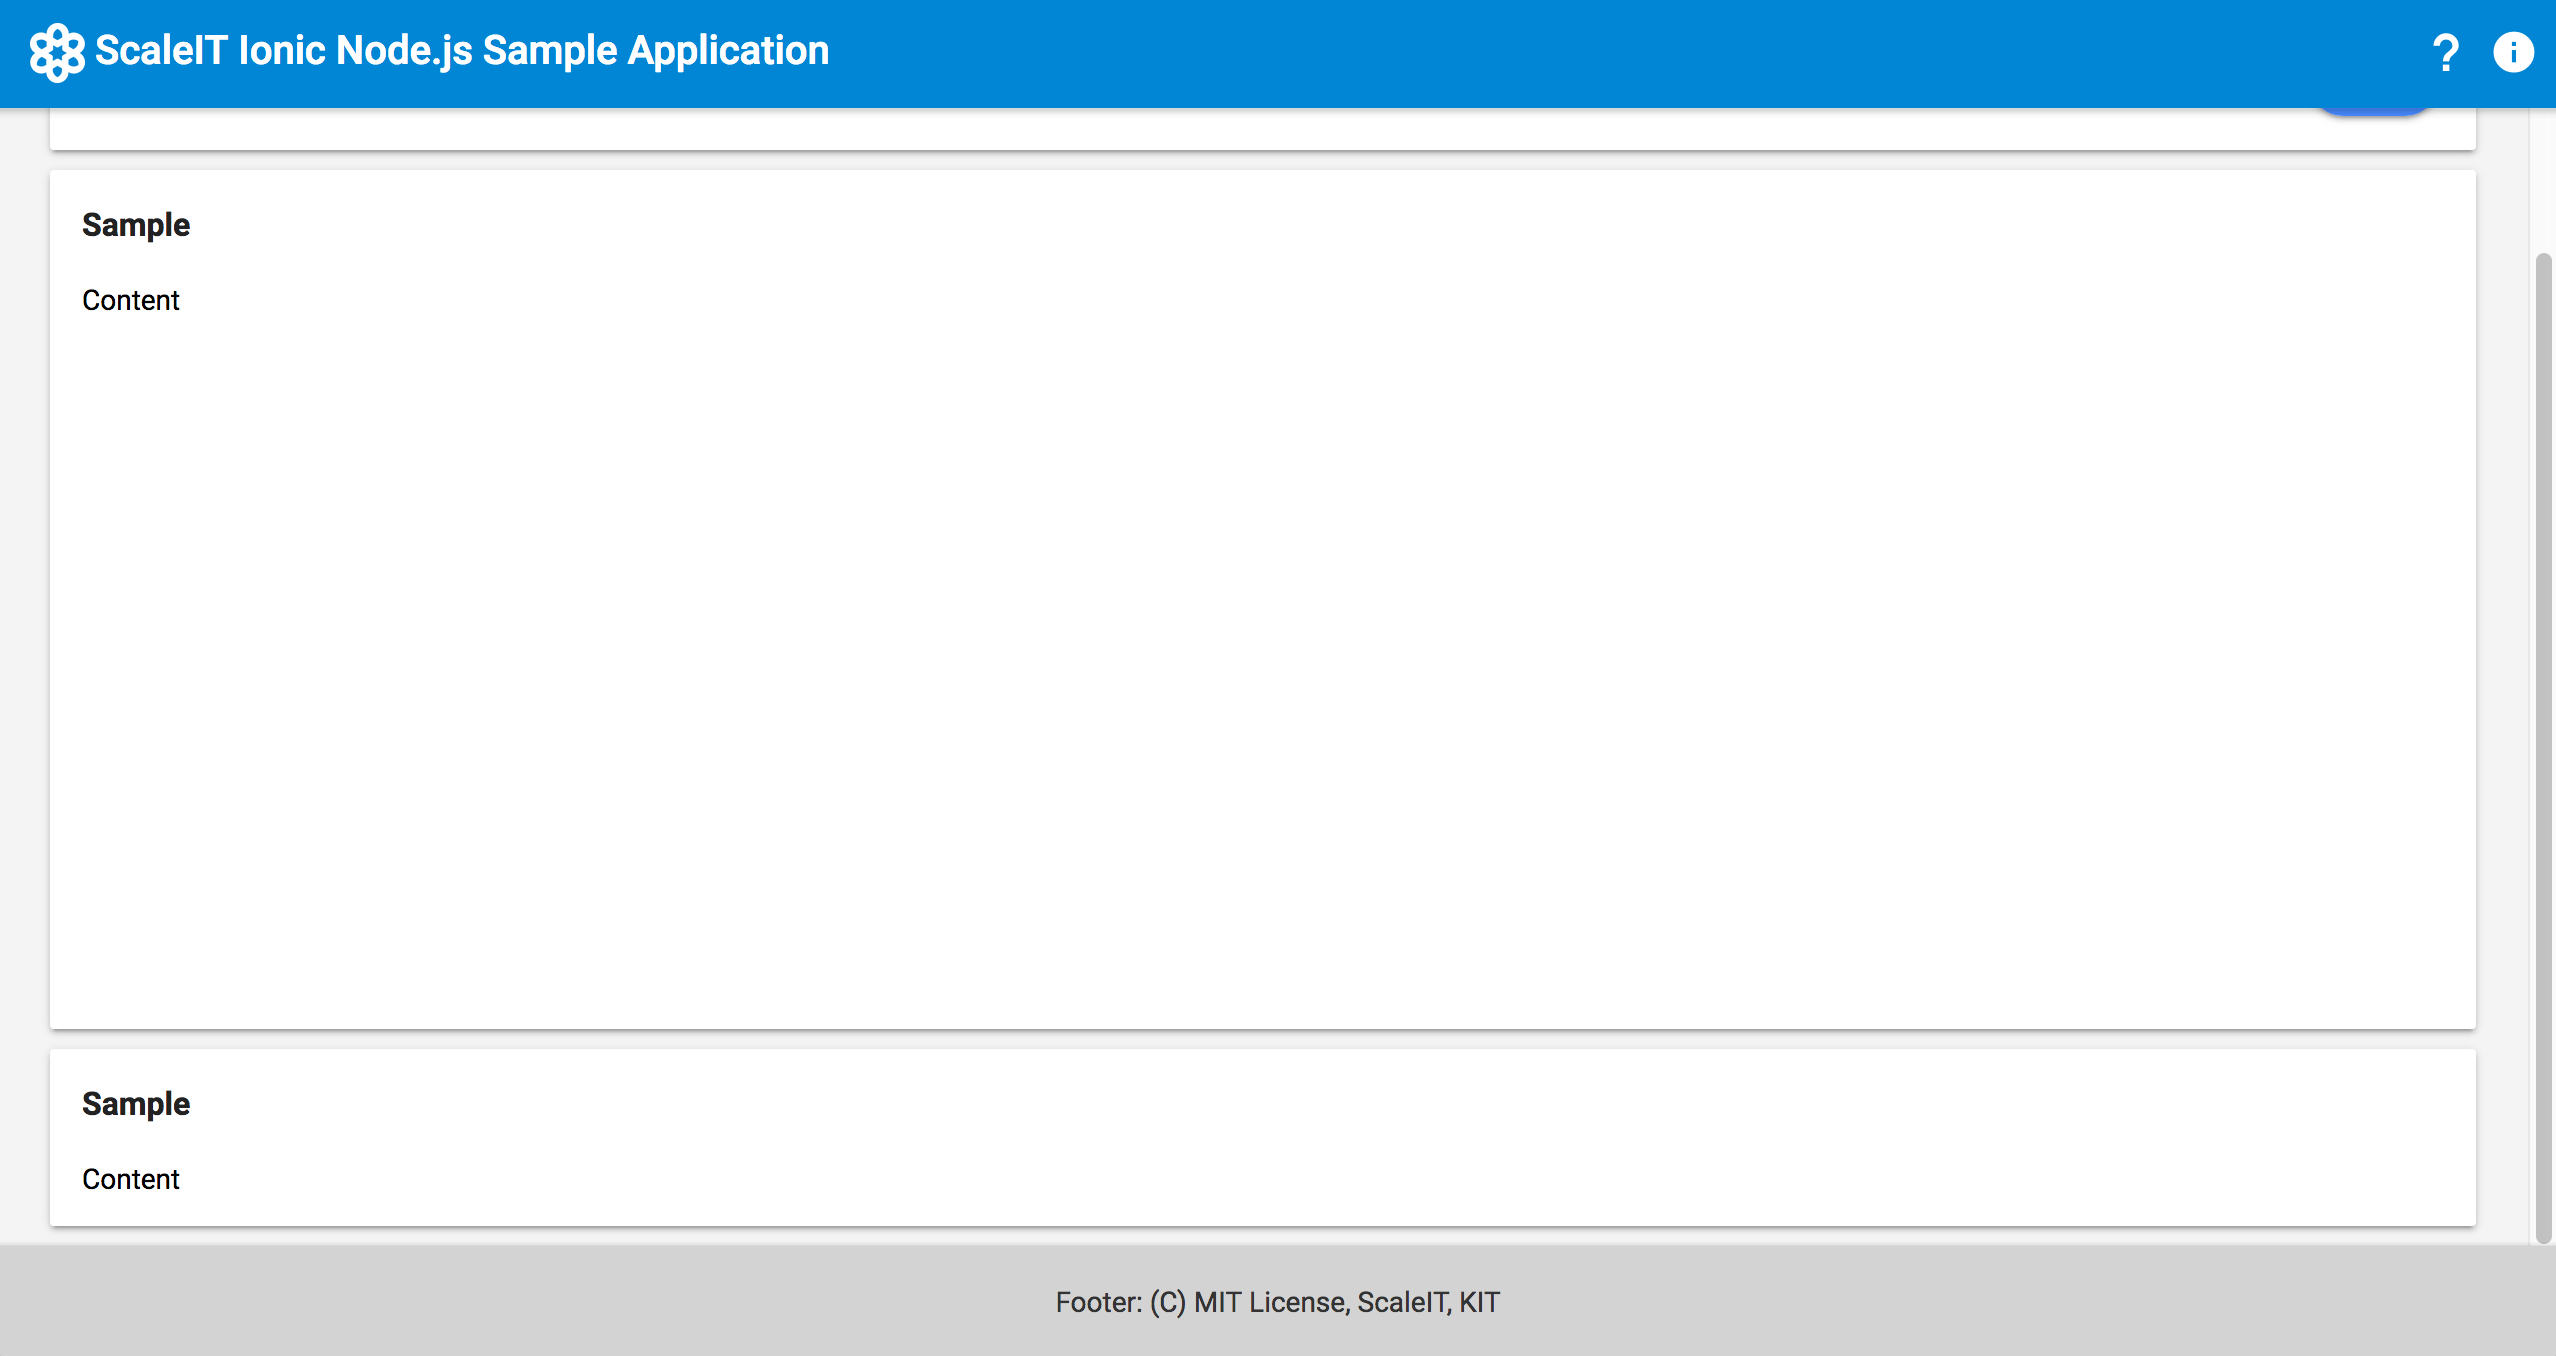 ScaleIT Ionic Node.js Sample Application
Sample
Content
Sample
Content
Footer: (C) MIT License, ScaleIT, KIT